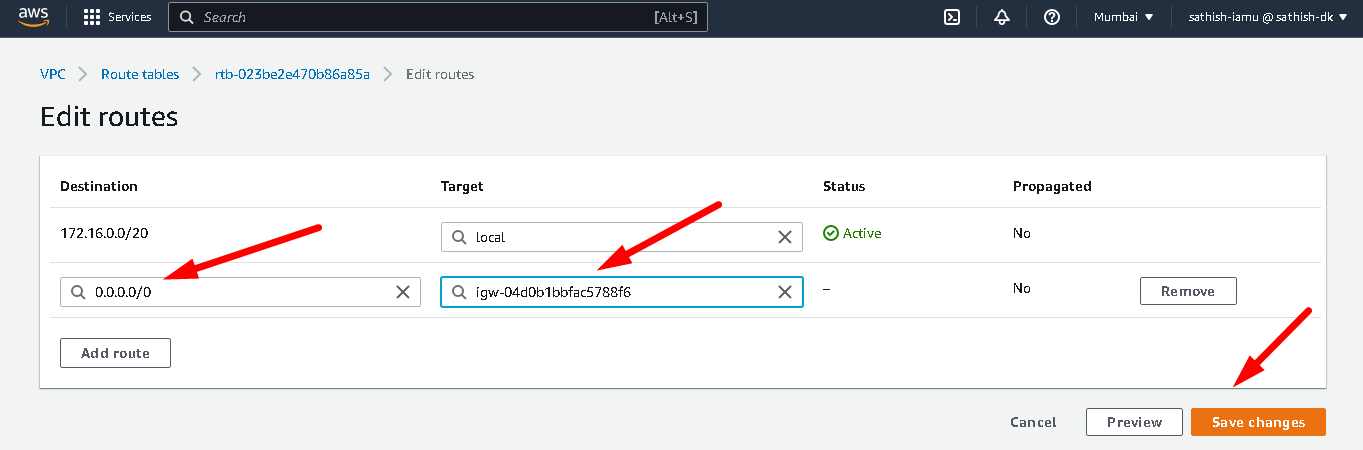 aws Services Search [Alt+S] Mumbai sathish-iamu @ sathish-dk
VPC Route tables rtb-023be2e470b86a85a Edit routes
Edit routes
Destination Target Status Propagated
172.16.0.0/20 local Active No
0.0.0.0/0 igw-04d0b1bbfac5788f6 – No Remove
Add route
Cancel Preview Save changes